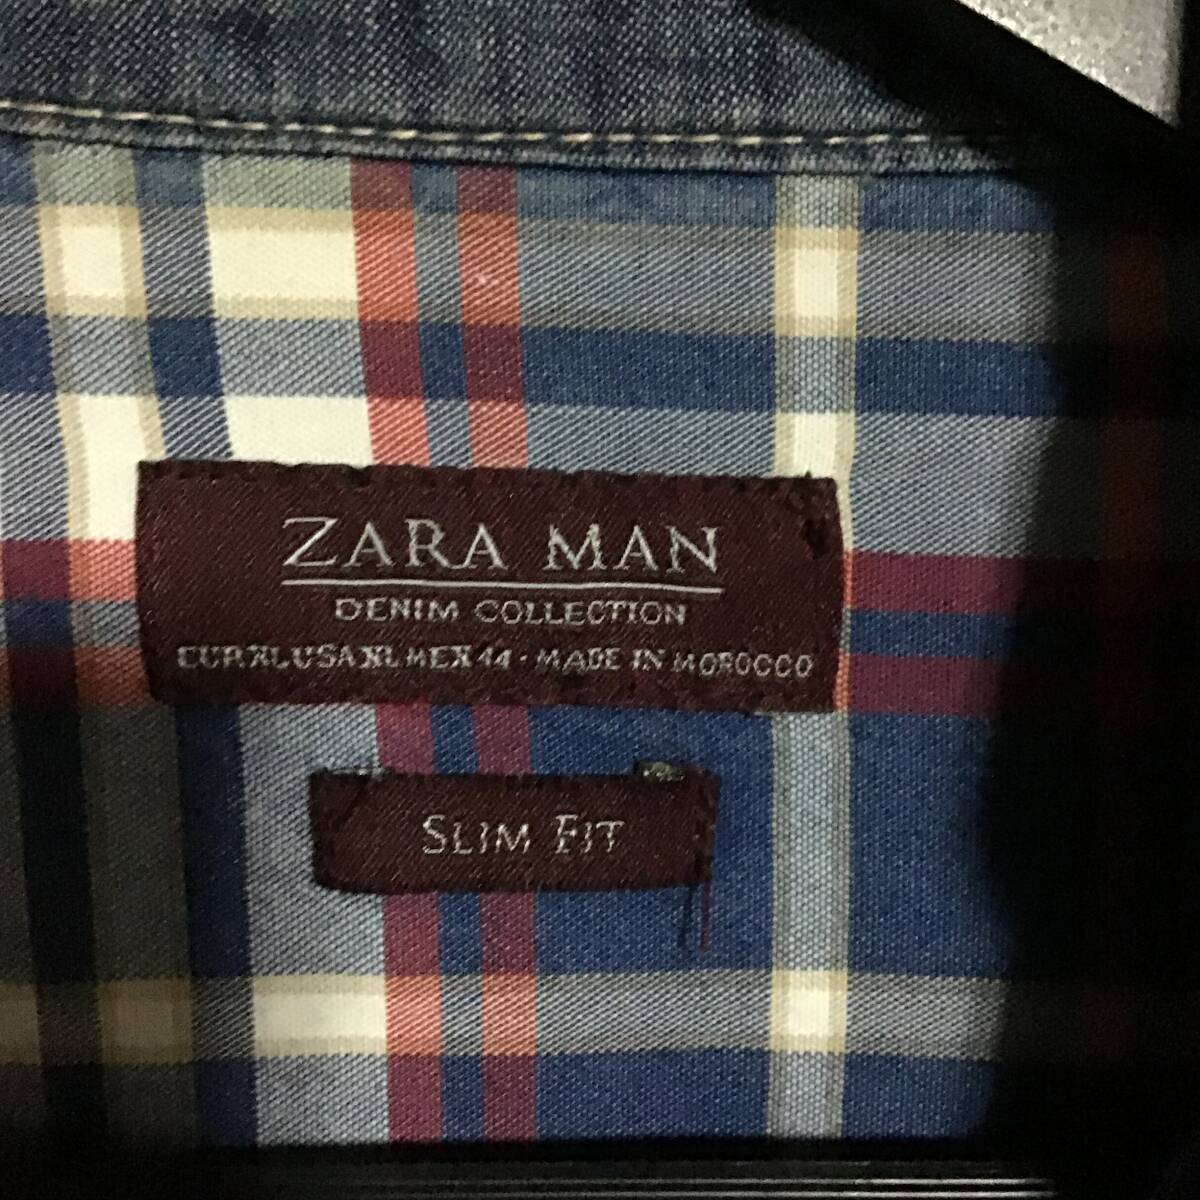 ZARA MAN
DENIM COLLECTION
EUR XL USA XL MEX 44 · MADE IN MOROCCO
SLIM FIT